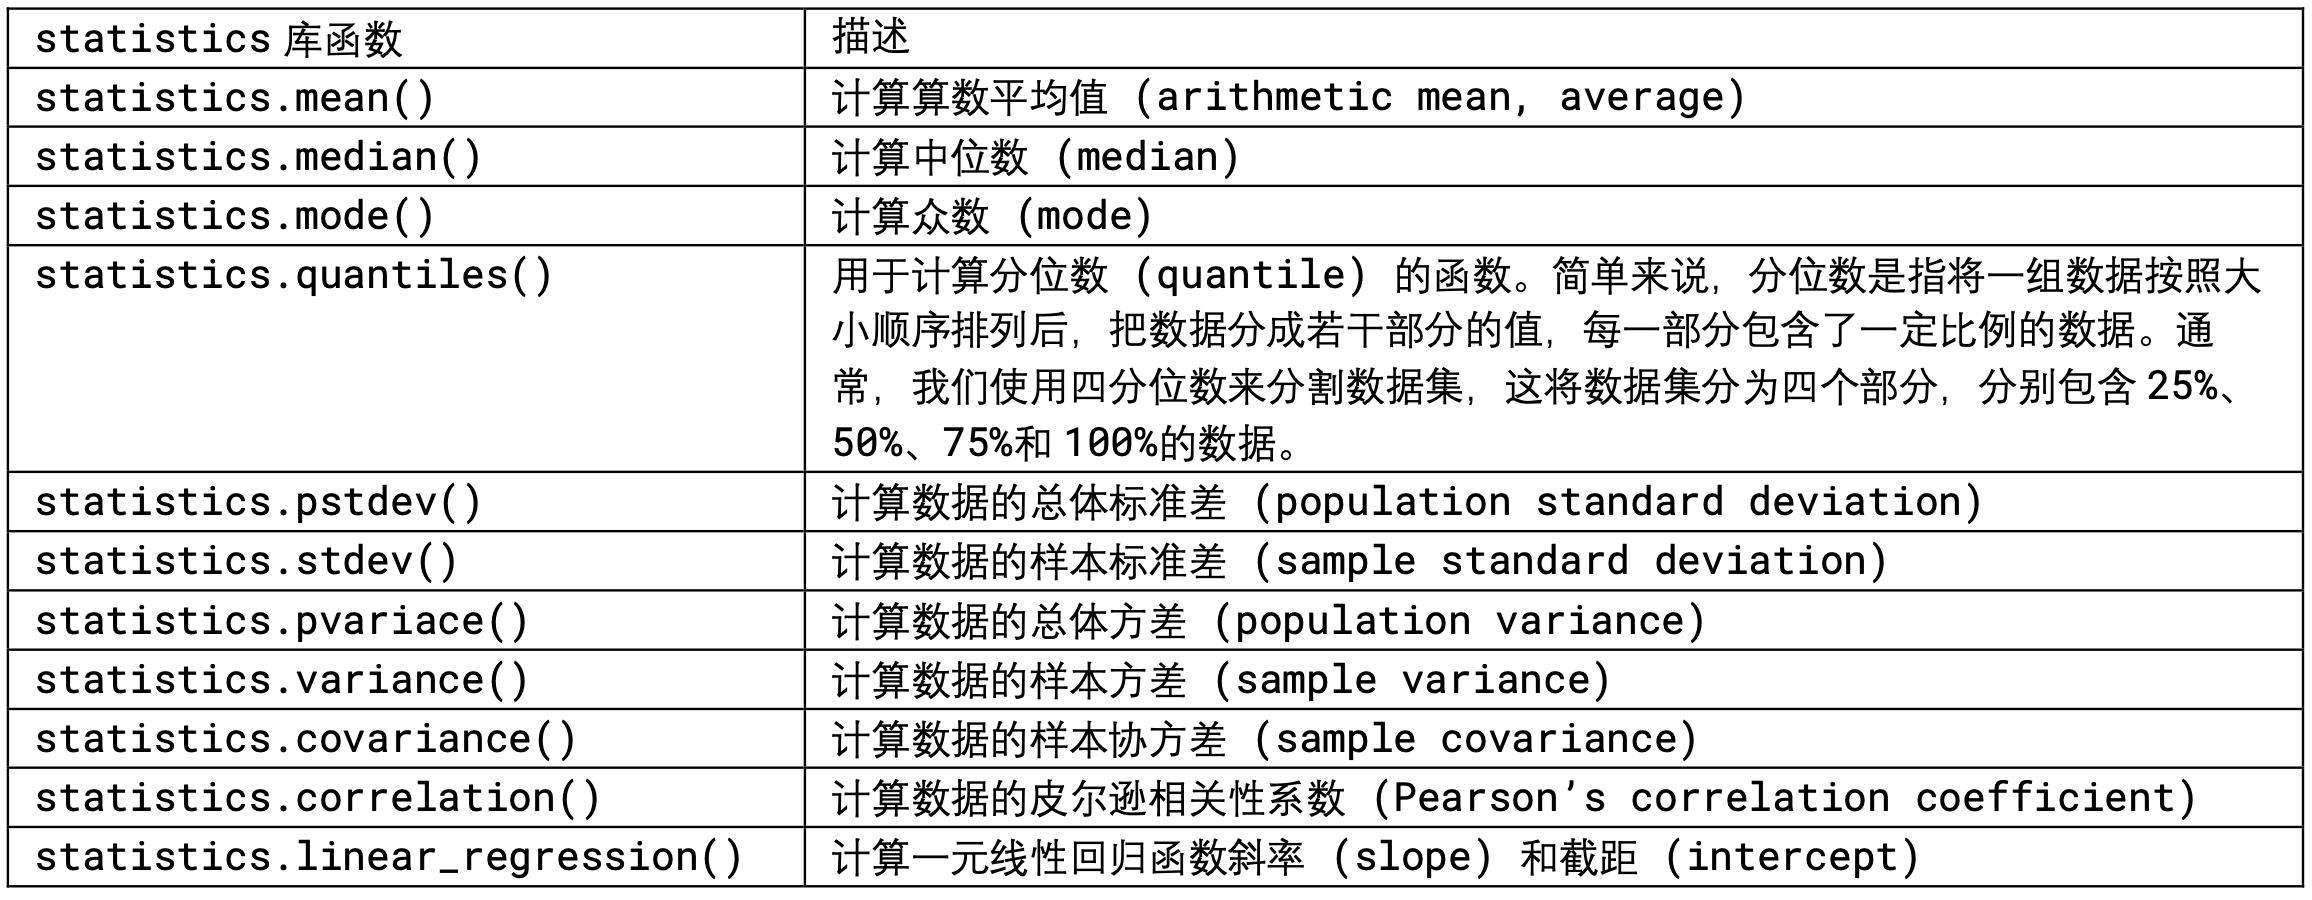 statistics 库函数 描述
statistics.mean() 计算算数平均值 (arithmetic mean, average)
statistics.median() 计算中位数 (median)
statistics.mode() 计算众数 (mode)
statistics.quantiles() 用于计算分位数 (quantile) 的函数。简单来说，分位数是指将一组数据按照大
小顺序排列后，把数据分成若干部分的值，每一部分包含了一定比例的数据。通
常，我们使用四分位数来分割数据集，这将数据集分为四个部分，分别包含 25%、
50%、75%和 100%的数据。
statistics.pstdev() 计算数据的总体标准差 (population standard deviation)
statistics.stdev() 计算数据的样本标准差 (sample standard deviation)
statistics.pvariace() 计算数据的总体方差 (population variance)
statistics.variance() 计算数据的样本方差 (sample variance)
statistics.covariance() 计算数据的样本协方差 (sample covariance)
statistics.correlation() 计算数据的皮尔逊相关性系数 (Pearson’s correlation coefficient)
statistics.linear_regression() 计算一元线性回归函数斜率 (slope) 和截距 (intercept)